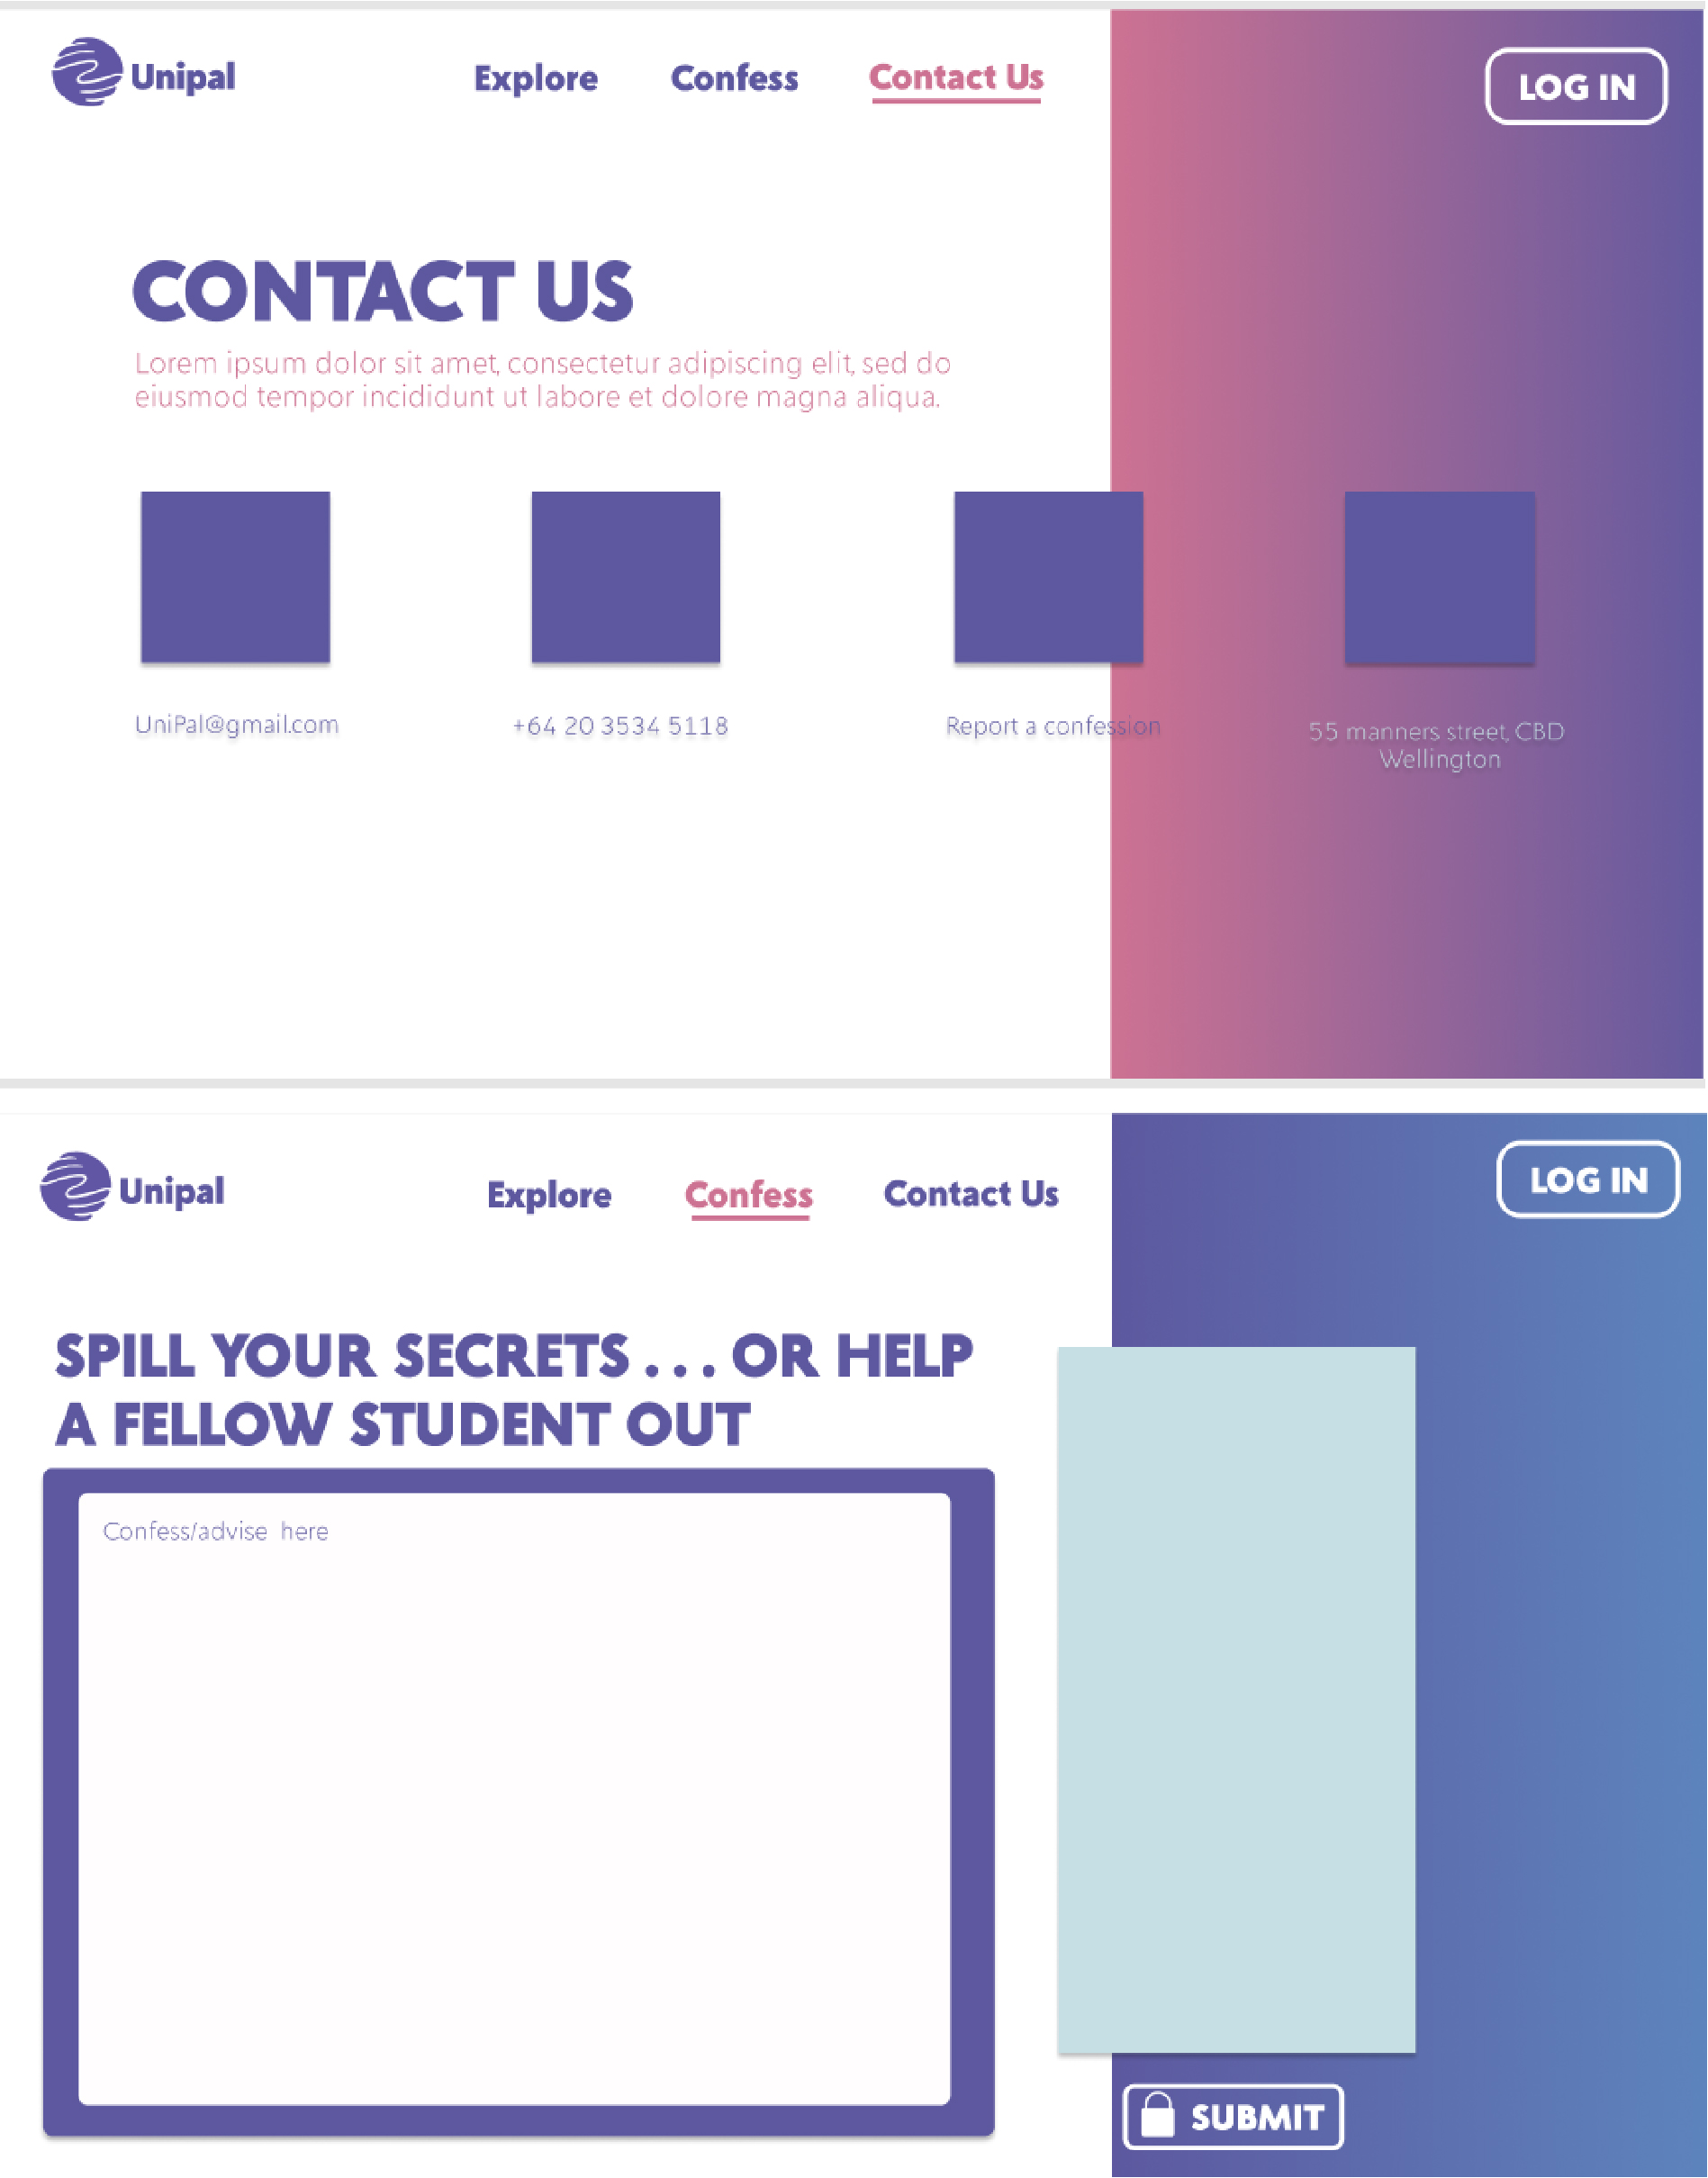 Unipal
Explore
Confess
Contact Us
LOG IN
CONTACT US
Lorem ipsum dolor sit amet, consectetur adipiscing elit, sed do
eiusmod tempor incididunt ut labore et dolore magna aliqua.
UniPal@gmail.com
+64 20 3534 5118
Report a confession
55 manners street, CBD
Wellington
Unipal
Explore
Confess
Contact Us
LOG IN
SPILL YOUR SECRETS . . . OR HELP
A FELLOW STUDENT OUT
Confess/advise here
SUBMIT